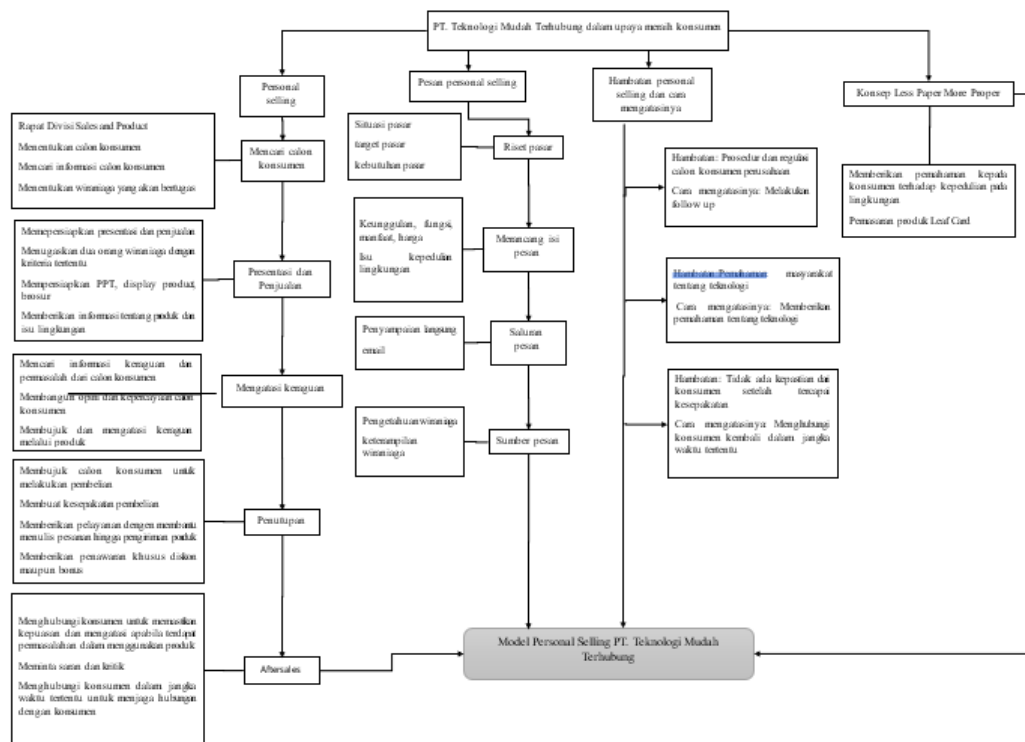 PT. Teknologi Mudah Terhubung dalam upaya meraih konsumen
Personal
selling
Rapat Divisi Sales and Product
Menentukan calon konsumen
Mencari informasi calon konsumen
Menentukan wiraniaga yang akan bertugas
Mencari calon
konsumen
Memepersiapkan presentasi dan penjualan
Menugaskan dua orang wiraniaga dengan
kriteria tertentu
Mempersiapkan PPT, display product,
brosur
Memberikan informasi tentang produk dan
isu lingkungan
Presentasi dan
Penjualan
Mencari informasi keraguan dan
permasalah dari calon konsumen
Membangun opini dan kepercayaan calon
konsumen
Membujuk dan mengatasi keraguan
melalui produk
Mengatasi keraguan
Membujuk calon konsumen untuk
melakukan pembelian
Membuat kesepakatan pembelian
Memberikan pelayanan dengen membantu
menulis pesanan hingga pengiriman poduk
Memberikan penawaran khusus diskon
maupun bonus
Penutupan
Menghubungi konsumen untuk memastikan
kepuasan dan mengatasi apabila terdapat
permasalahan dalam menggunakan produk
Meminta saran dan kritik
Menghubungi konsumen dalam jangka
waktu tertentu untuk menjaga hubungan
dengan konsumen
Aftersales
Pesan personal selling
Situasi pasar
target pasar
kebutuhan pasar
Riset pasar
Keunggulan, fungsi,
manfaat, harga
Isu kepedulian
lingkungan
Merancang isi
pesan
Penyampaian langsung
email
Saluran
pesan
Pengetahuan wiraniaga
keterampilan
wiraniaga
Sumber pesan
Hambatan personal
selling dan cara
mengatasinya
Hambatan: Prosedur dan regulasi
calon konsumen perusahaan
Cara mengatasinya: Melakukan
follow up
Hambatan:Pemahaman masyarakat
tentang teknologi
Cara mengatasinya: Memberikan
pemahaman tentang teknologi
Hambatan: Tidak ada kepastian dari
konsumen setelah tercapai
kesepakatan
Cara mengatasinya: Menghubungi
konsumen kembali dalam jangka
waktu tertentu
Konsep Less Paper More Proper
Memberikan pemahaman kepada
konsumen terhadap kepedulian pada
lingkungan
Pemasaran produk Leaf Card
Model Personal Selling PT. Teknologi Mudah
Terhubung